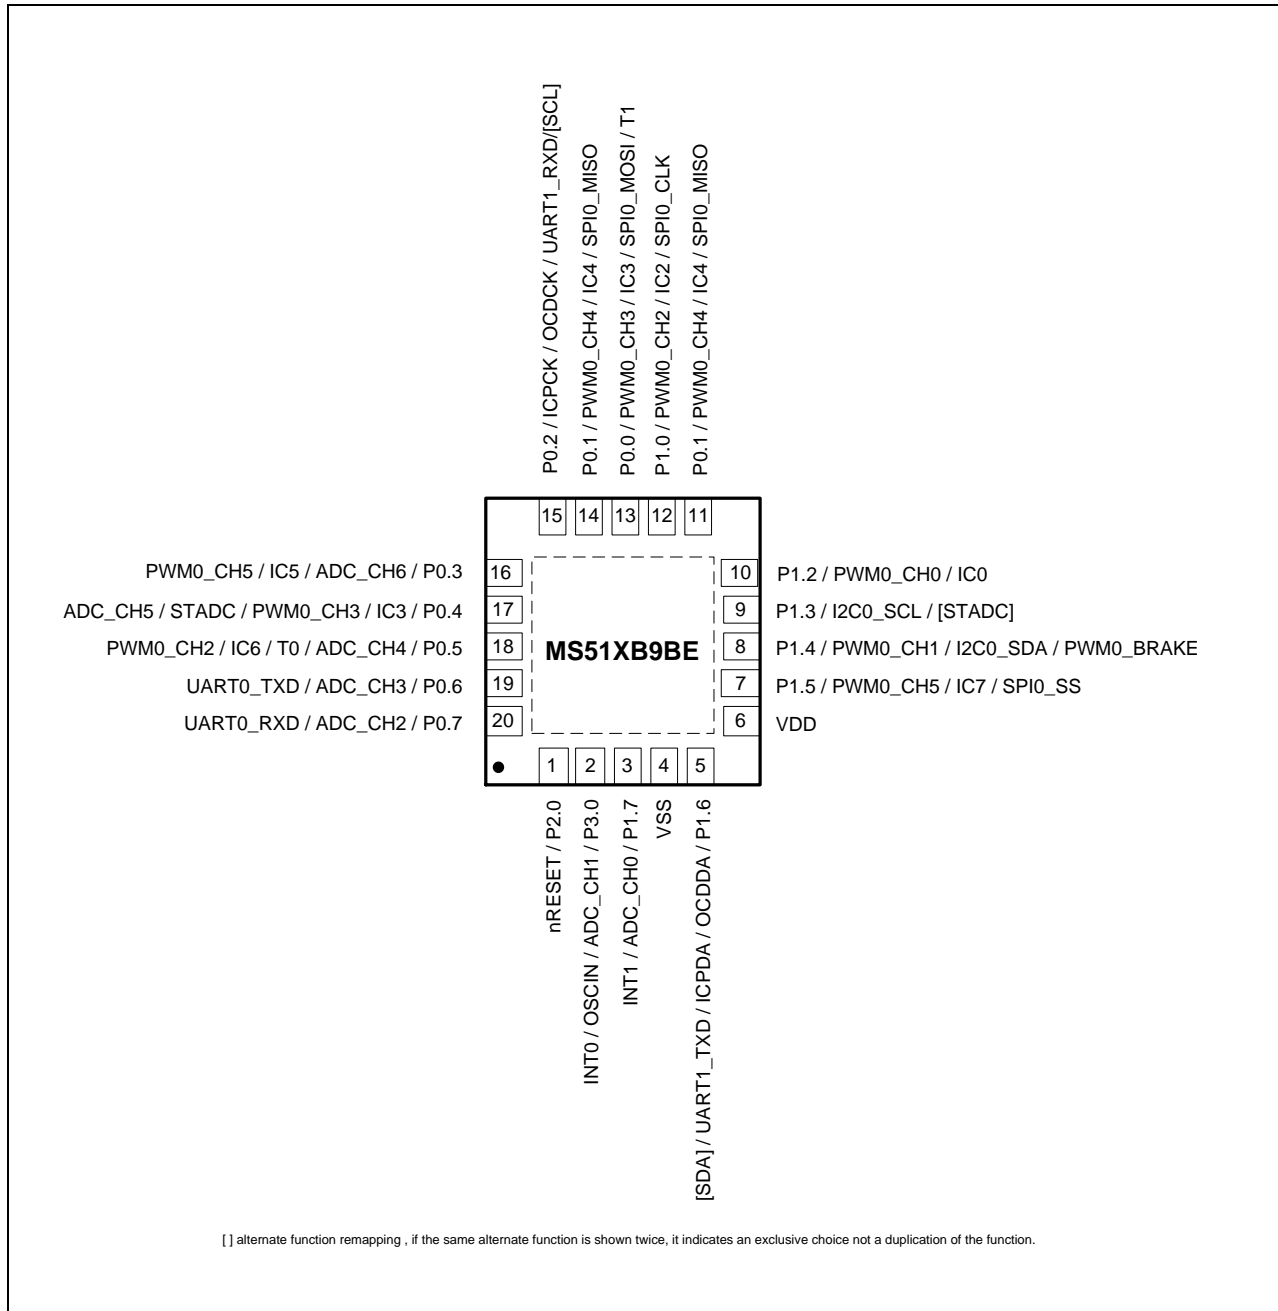 P0.2 / ICPCK / OCDCK / UART1_RXD/[SCL]
P0.1 / PWM0_CH4 / IC4 / SPI0_MISO
P0.0 / PWM0_CH3 / IC3 / SPI0_MOSI / T1
P1.0 / PWM0_CH2 / IC2 / SPI0_CLK
P0.1 / PWM0_CH4 / IC4 / SPI0_MISO
15 14 13 12 11
PWM0_CH5 / IC5 / ADC_CH6 / P0.3 16
ADC_CH5 / STADC / PWM0_CH3 / IC3 / P0.4 17
PWM0_CH2 / IC6 / T0 / ADC_CH4 / P0.5 18
UART0_TXD / ADC_CH3 / P0.6 19
UART0_RXD / ADC_CH2 / P0.7 20
MS51XB9BE
10 P1.2 / PWM0_CH0 / IC0
9 P1.3 / I2C0_SCL / [STADC]
8 P1.4 / PWM0_CH1 / I2C0_SDA / PWM0_BRAKE
7 P1.5 / PWM0_CH5 / IC7 / SPI0_SS
6 VDD
1 2 3 4 5
nRESET / P2.0
INT0 / OSCIN / ADC_CH1 / P3.0
INT1 / ADC_CH0 / P1.7
VSS
[SDA] / UART1_TXD / ICPDA / OCDDA / P1.6
[ ] alternate function remapping , if the same alternate function is shown twice, it indicates an exclusive choice not a duplication of the function.